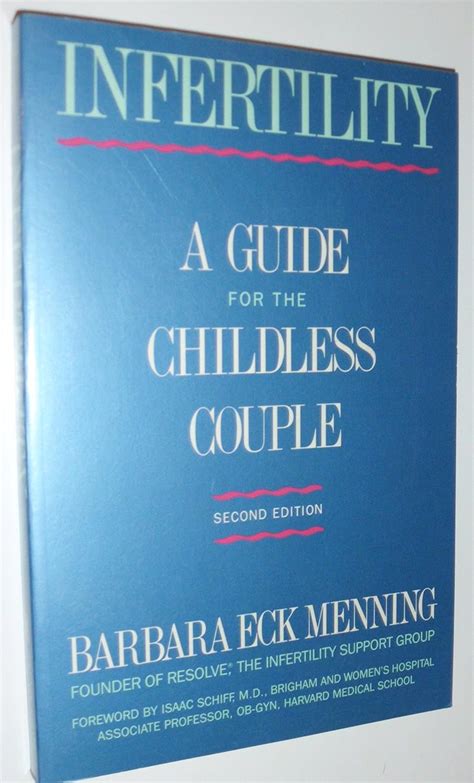 INFERTILITY
A GUIDE
FOR THE
CHILDLESS
COUPLE
SECOND EDITION
BARBARA ECK MENNING
FOUNDER OF RESOLVE,® THE INFERTILITY SUPPORT GROUP
FOREWORD BY ISAAC SCHIFF, M.D., BRIGHAM AND WOMEN'S HOSPITAL
ASSOCIATE PROFESSOR, OB-GYN, HARVARD MEDICAL SCHOOL